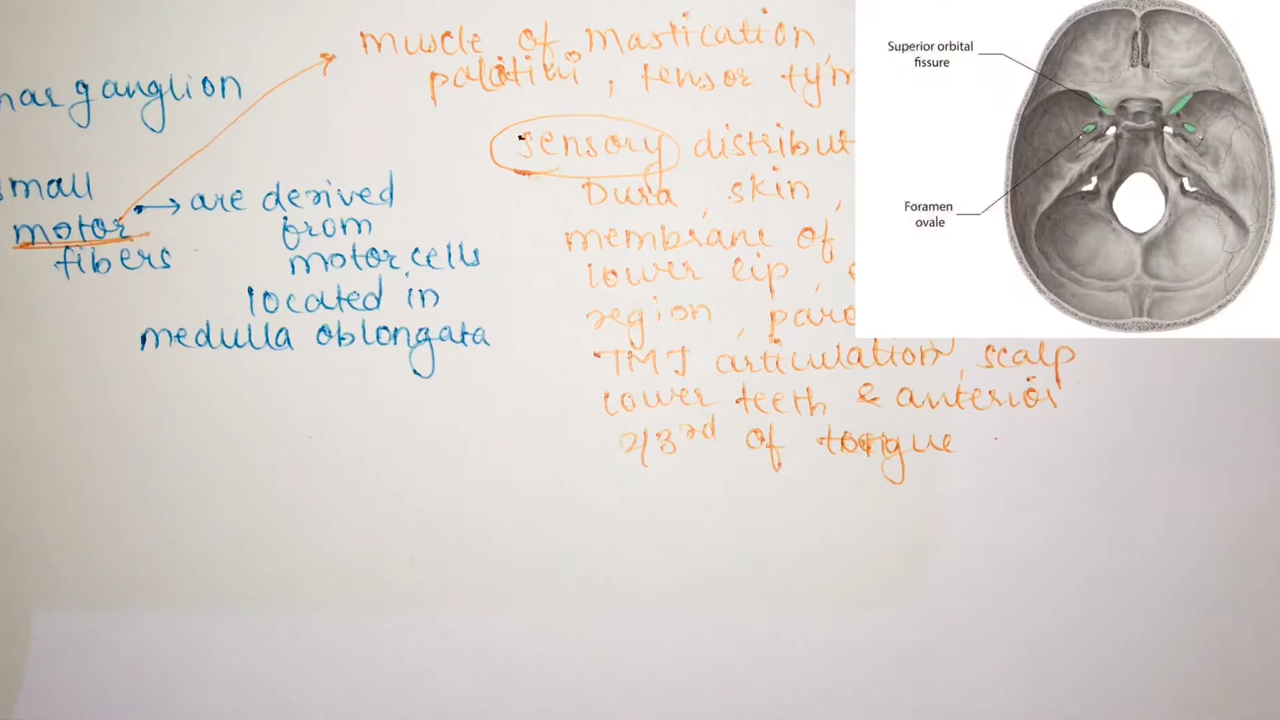 nar ganglion
small
motor → are derived
fibers
from
motor cells
located in
medulla oblongata
muscle of mastication,
palatini, tensor tym
sensory distribut
Dura, skin,
membrane of
lower lip,
region, paro
TMJ articulation, scalp
lower teeth & anterior
2/3rd of tongue
Superior orbital
fissure
Foramen
ovale